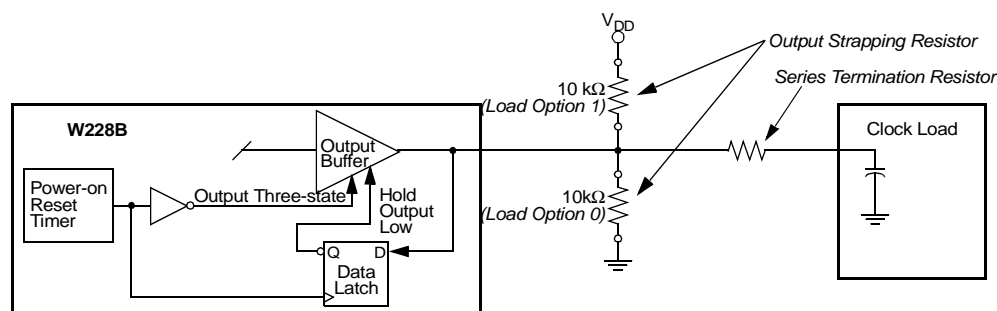 V_DD
Output Strapping Resistor
Series Termination Resistor
10 kΩ
(Load Option 1)
W228B
Clock Load
Output
Buffer
Power-on
Reset
Timer
Output Three-state
Hold
Output
Low
10kΩ
(Load Option 0)
Q
D
Data
Latch